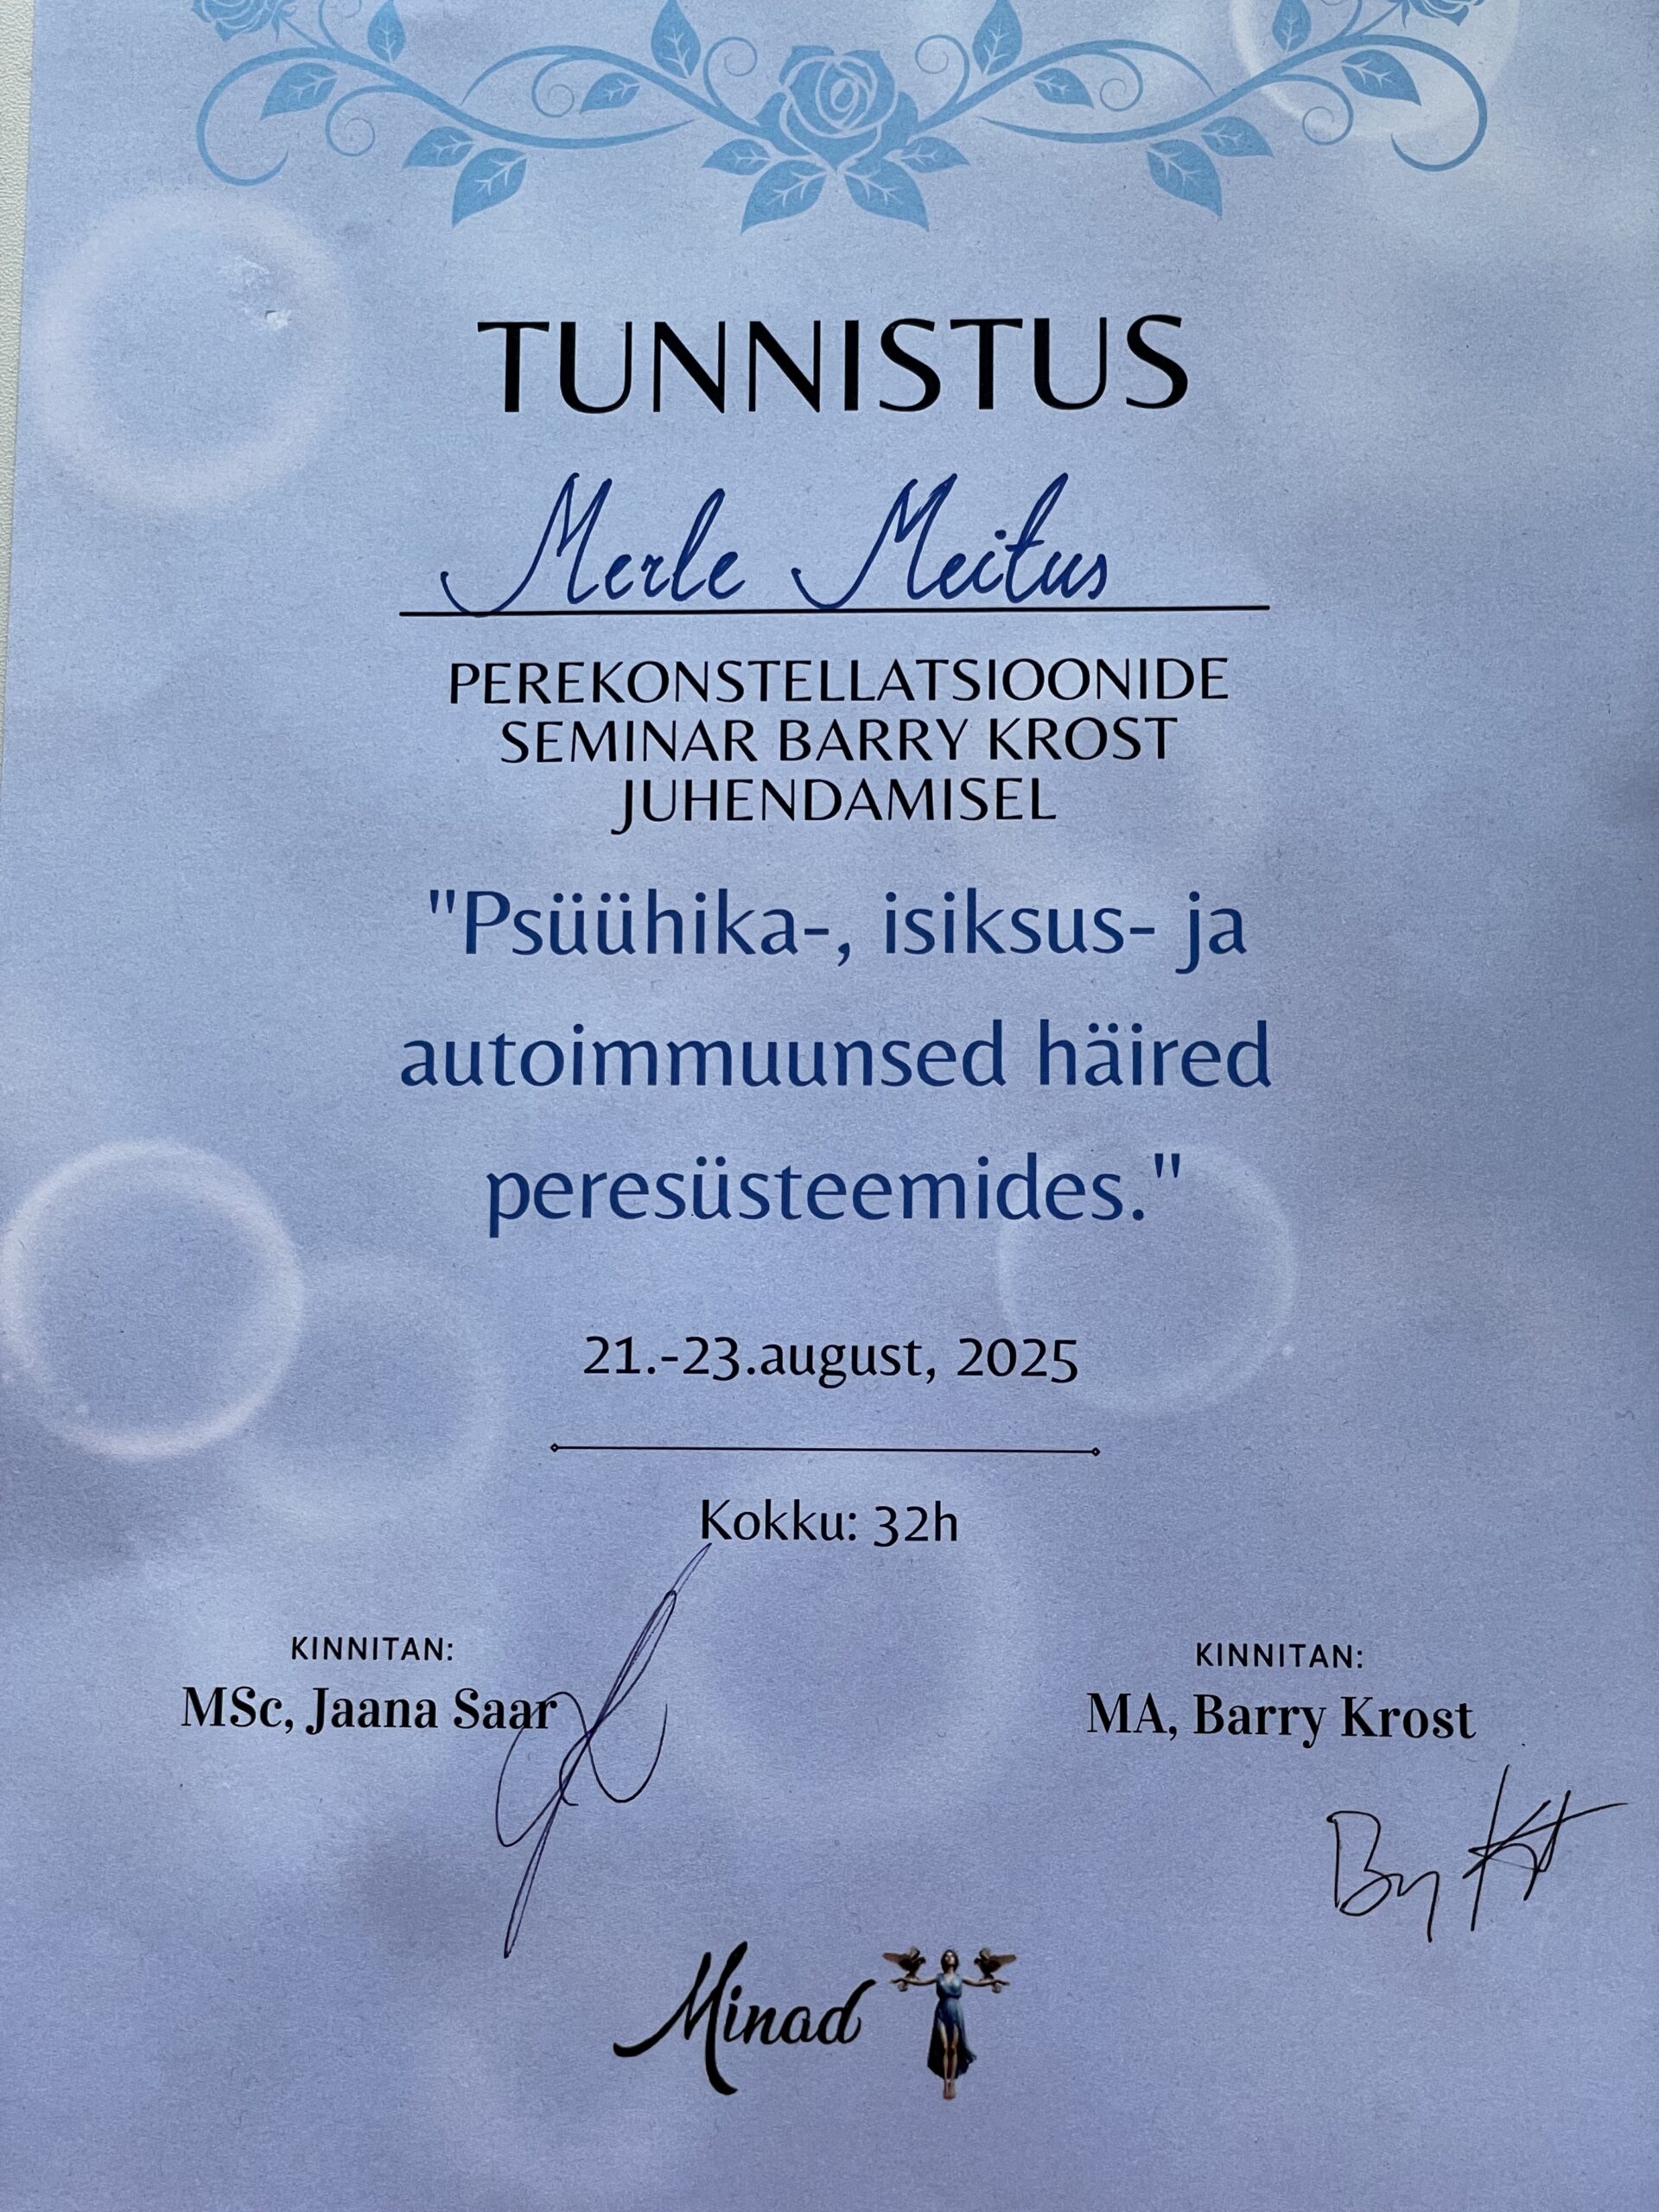 TUNNISTUS
Merle Meitus
PEREKONSTELLATSIOONIDE
SEMINAR BARRY KROST
JUHENDAMISEL
"Psüühika-, isiksus- ja
autoimmuunsed häired
peresüsteemides."
21.-23.august, 2025
Kokku: 32h
KINNITAN:
MSc, Jaana Saar
KINNITAN:
MA, Barry Krost
Minad